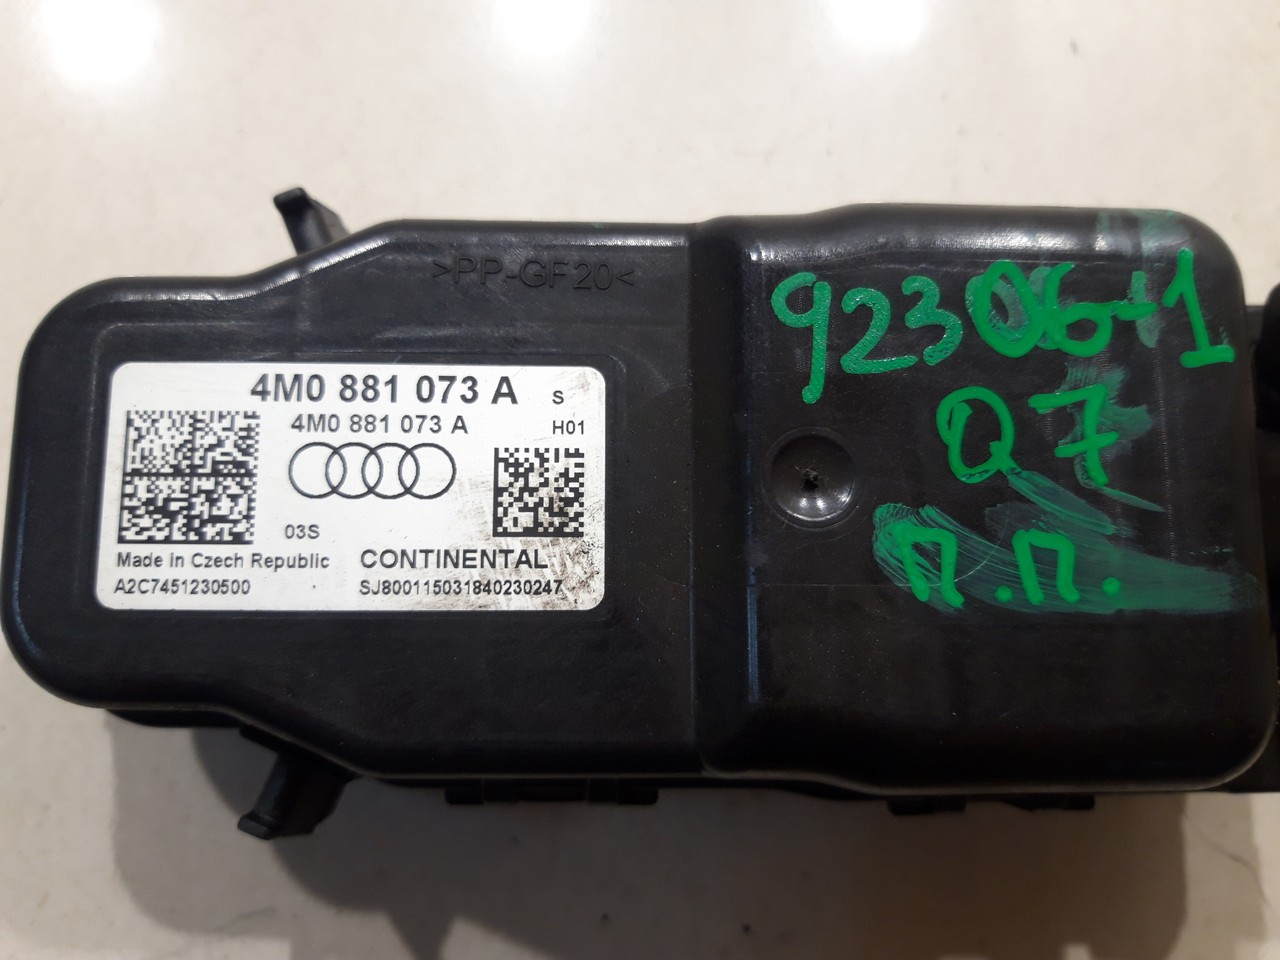 >PP-GF20<
4M0 881 073 A S
4M0 881 073 A H01
03S
Made in Czech Republic CONTINENTAL
A2C7451230500 SJ800115031840230247
92306-1
Q7
п.п.